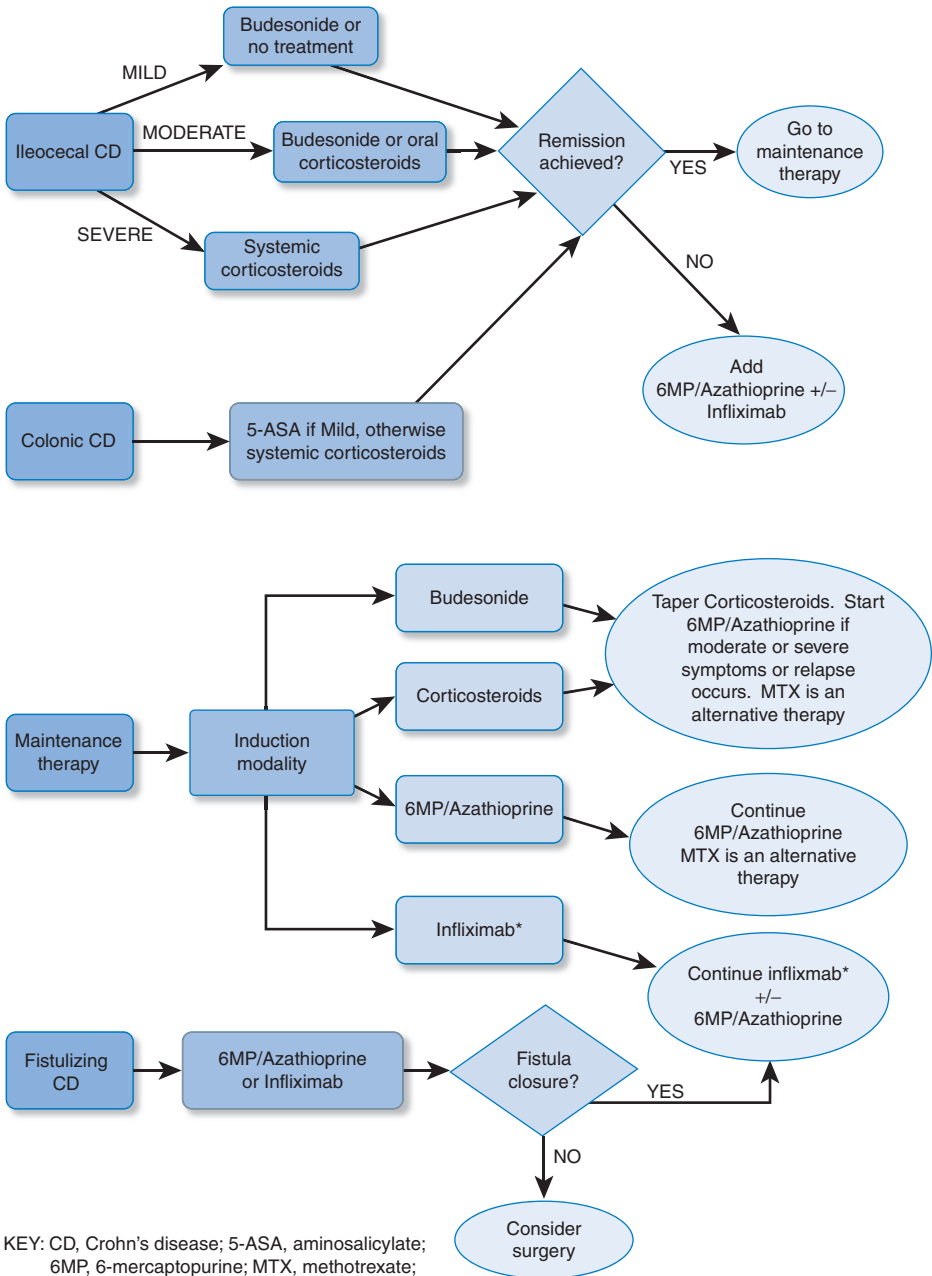 Budesonide or
no treatment
MILD
Ileocecal CD
MODERATE
Budesonide or oral
corticosteroids
SEVERE
Systemic
corticosteroids
Remission
achieved?
YES
Go to
maintenance
therapy
NO
Add
6MP/Azathioprine +/–
Infliximab
Colonic CD
5-ASA if Mild, otherwise
systemic corticosteroids
Maintenance
therapy
Induction
modality
Budesonide
Corticosteroids
Taper Corticosteroids. Start
6MP/Azathioprine if
moderate or severe
symptoms or relapse
occurs. MTX is an
alternative therapy
6MP/Azathioprine
Continue
6MP/Azathioprine
MTX is an alternative
therapy
Infliximab*
Continue inflixmab*
+/–
6MP/Azathioprine
Fistulizing
CD
6MP/Azathioprine
or Infliximab
Fistula
closure?
YES
NO
Consider
surgery
KEY: CD, Crohn's disease; 5-ASA, aminosalicylate;
6MP, 6-mercaptopurine; MTX, methotrexate;